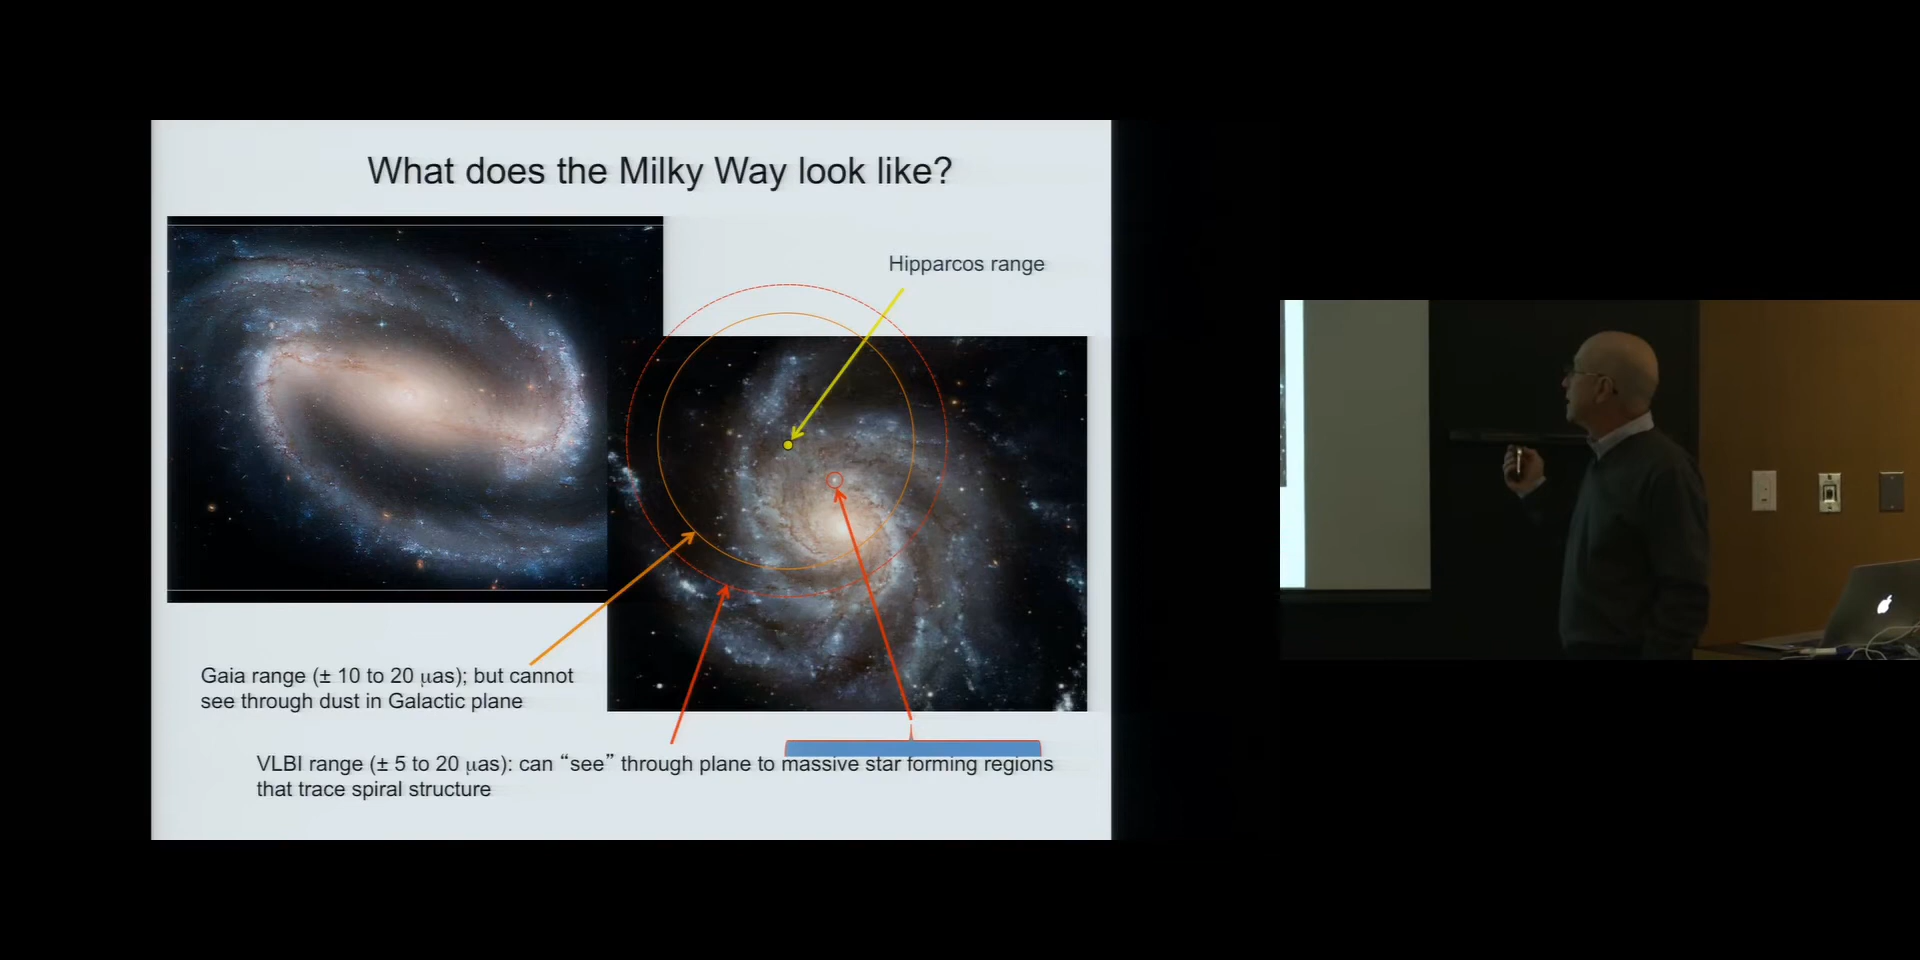 What does the Milky Way look like?
Hipparcos range
Gaia range (± 10 to 20 μas); but cannot
see through dust in Galactic plane
VLBI range (± 5 to 20 μas): can “see” through plane to massive star forming regions
that trace spiral structure